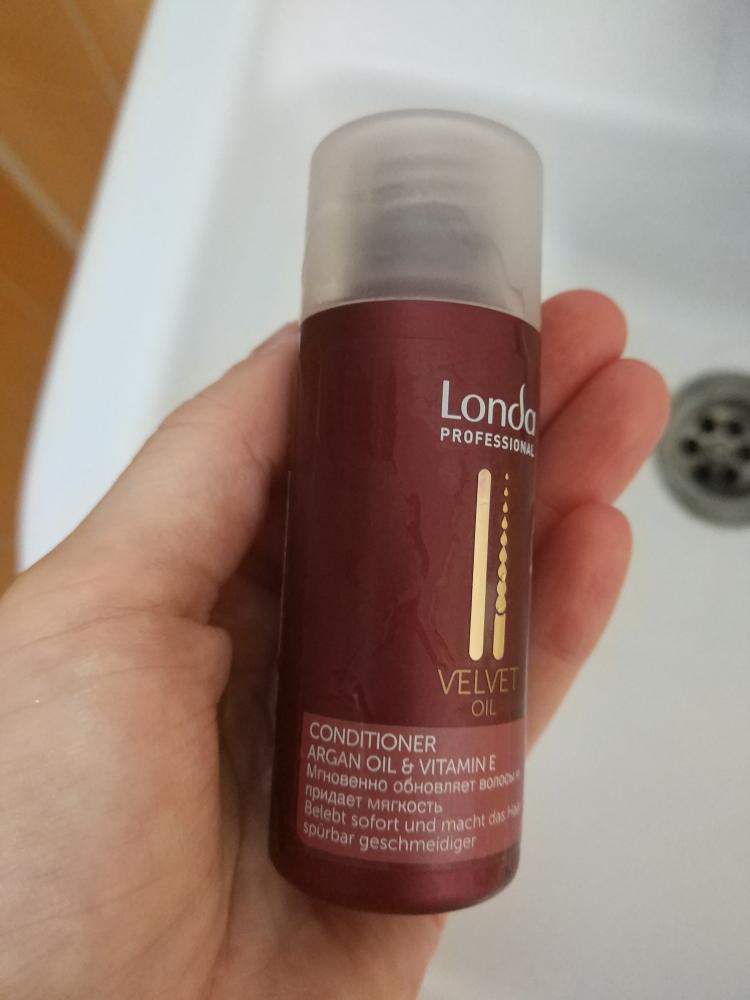 Londa
PROFESSIONAL
VELVET
OIL
CONDITIONER
ARGAN OIL & VITAMIN E
Мгновенно обновляет волосы и
придает мягкость
Belebt sofort und macht das
spürbar geschmeidiger